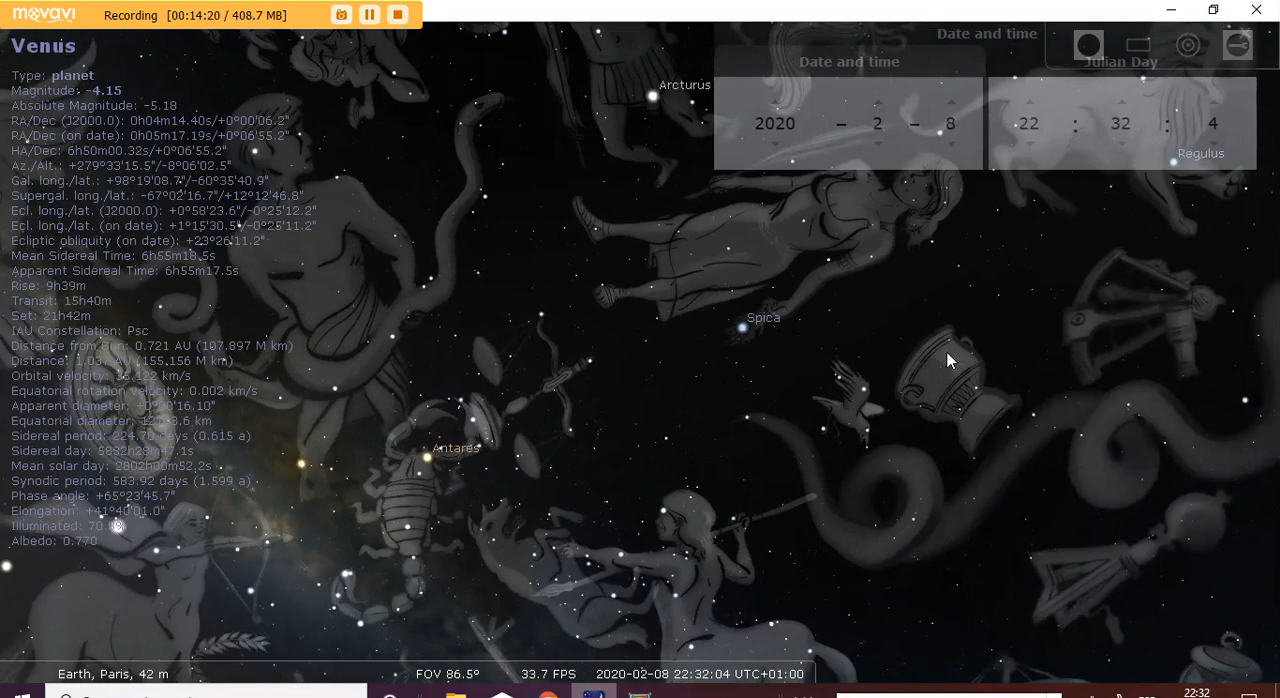 movavi
Recording [00:14:20 / 408.7 MB]
Venus
Type: planet
Magnitude: -4.15
Absolute Magnitude: -5.18
RA/Dec (J2000.0): 0h04m14.40s/+0°00'06.2"
RA/Dec (on date): 0h05m17.19s/+0°06'55.2"
HA/Dec: 6h50m00.32s/+0°06'55.2"
Az./Alt.: +279°33'15.5"/-8°06'02.5"
Gal. long./lat.: +98°19'08.7"/-60°35'40.9"
Supergal. long./lat.: -67°02'16.7"/+12°12'46.8"
Ecl. long./lat. (J2000.0): +0°58'23.6"/-0°25'12.2"
Ecl. long./lat. (on date): +1°15'30.5"/-0°25'11.2"
Ecliptic obliquity (on date): +23°26'11.2"
Mean Sidereal Time: 6h55m18.5s
Apparent Sidereal Time: 6h55m17.5s
Rise: 9h39m
Transit: 15h40m
Set: 21h42m
IAU Constellation: Psc
Distance from Sun: 0.721 AU (107.897 M km)
Distance: 1.037 AU (155.156 M km)
Orbital velocity: km/s
Equatorial rotation velocity: 0.002 km/s
Apparent diameter: +0°00'16.10"
Equatorial diameter: km
Sidereal period: 224.70 days (0.615 a)
Sidereal day: 5832h28m47.1s
Mean solar day: 2802h00m52.2s
Synodic period: 583.92 days (1.599 a)
Phase angle: +65°23'45.7"
Elongation: +41°40'01.0"
Illuminated:
Albedo: 0.770
Date and time
Date and time
Julian Day
2020 - 2 - 8
22 : 32 : 4
Arcturus
Regulus
Spica
Antares
Earth, Paris, 42 m
FOV 86.5°
33.7 FPS
2020-02-08 22:32:04 UTC+01:00
22:32